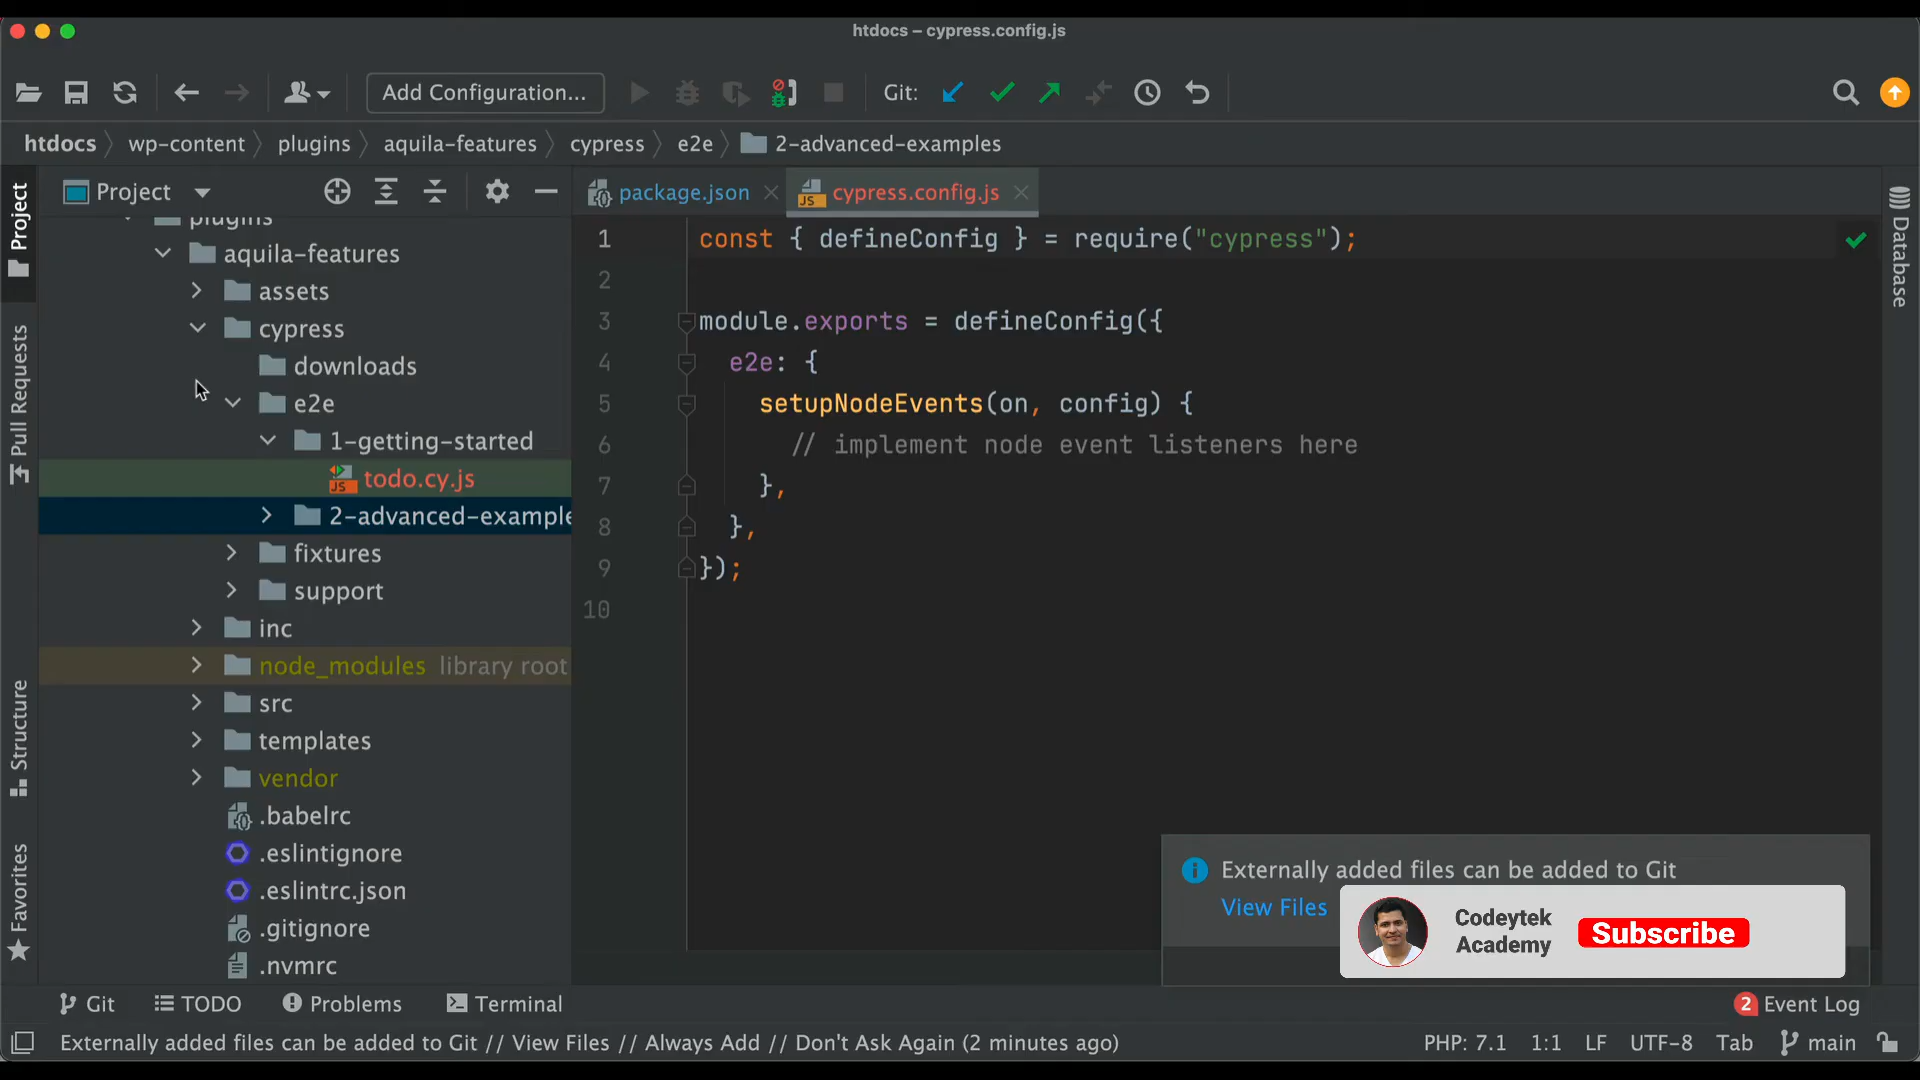 htdocs – cypress.config.js
Add Configuration...
Git:
htdocs
wp-content
plugins
aquila-features
cypress
e2e
2-advanced-examples
Project
Project
package.json
cypress.config.js
plugins
aquila-features
assets
cypress
downloads
e2e
1-getting-started
todo.cy.js
2-advanced-example
fixtures
support
inc
node_modules library root
src
templates
vendor
.babelrc
.eslintignore
.eslintrc.json
.gitignore
.nvmrc
1 const { defineConfig } = require("cypress");
2
3 module.exports = defineConfig({
4 e2e: {
5 setupNodeEvents(on, config) {
6 // implement node event listeners here
7 },
8 },
9 });
10
Pull Requests
Structure
Favorites
Database
Externally added files can be added to Git
View Files
Codeytek
Academy
Subscribe
Git
TODO
Problems
Terminal
2 Event Log
Externally added files can be added to Git // View Files // Always Add // Don't Ask Again (2 minutes ago)
PHP: 7.1 1:1 LF UTF-8 Tab main